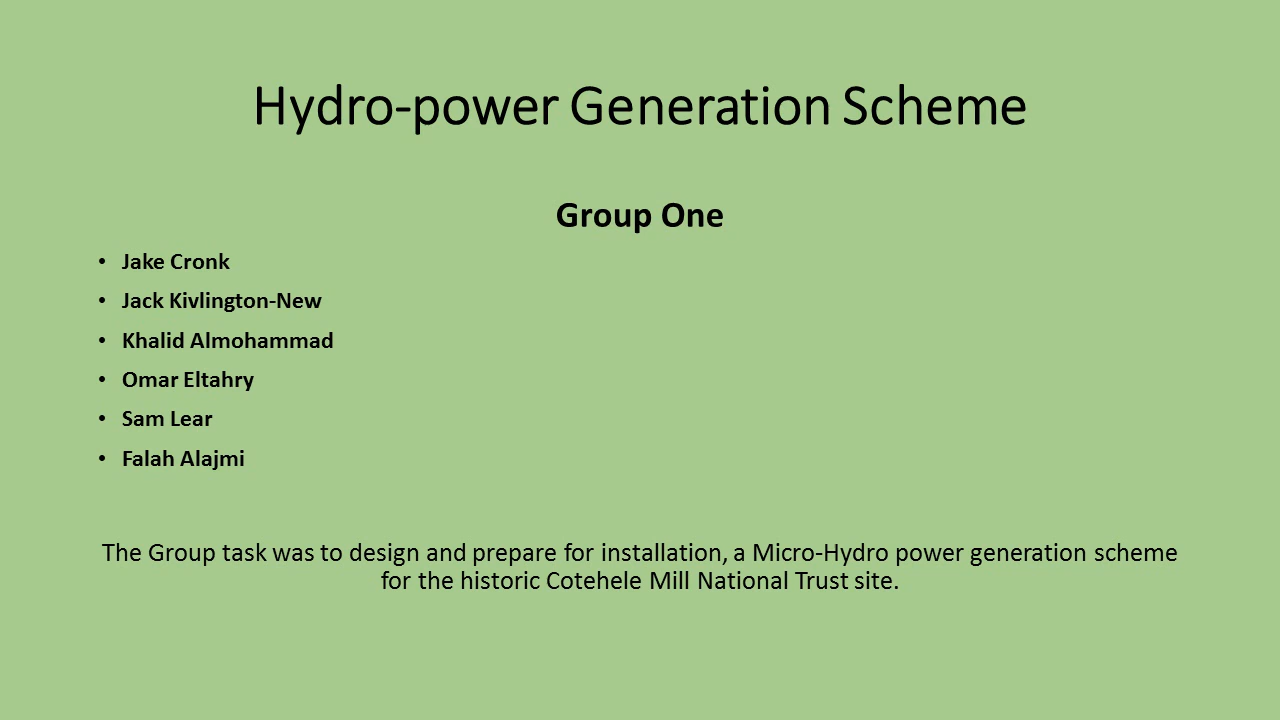 Hydro-power Generation Scheme
Group One
• Jake Cronk
• Jack Kivlington-New
• Khalid Almohammad
• Omar Eltahry
• Sam Lear
• Falah Alajmi
The Group task was to design and prepare for installation, a Micro-Hydro power generation scheme
for the historic Cotehele Mill National Trust site.